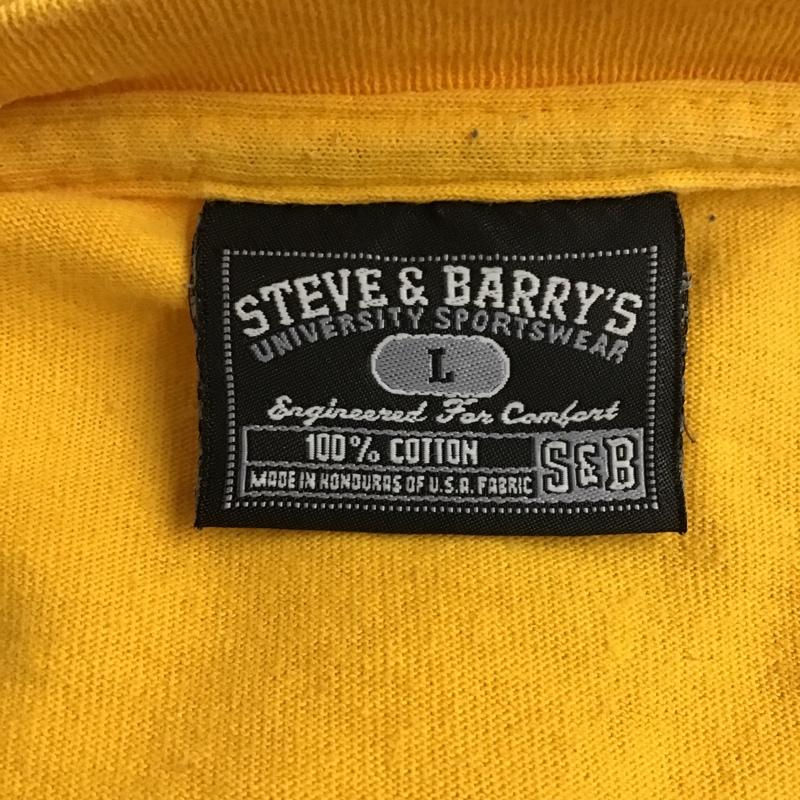 STEVE & BARRY'S
UNIVERSITY SPORTSWEAR
L
Engineered For Comfort
100% COTTON
MADE IN HONDURAS OF U.S.A. FABRIC
S&B